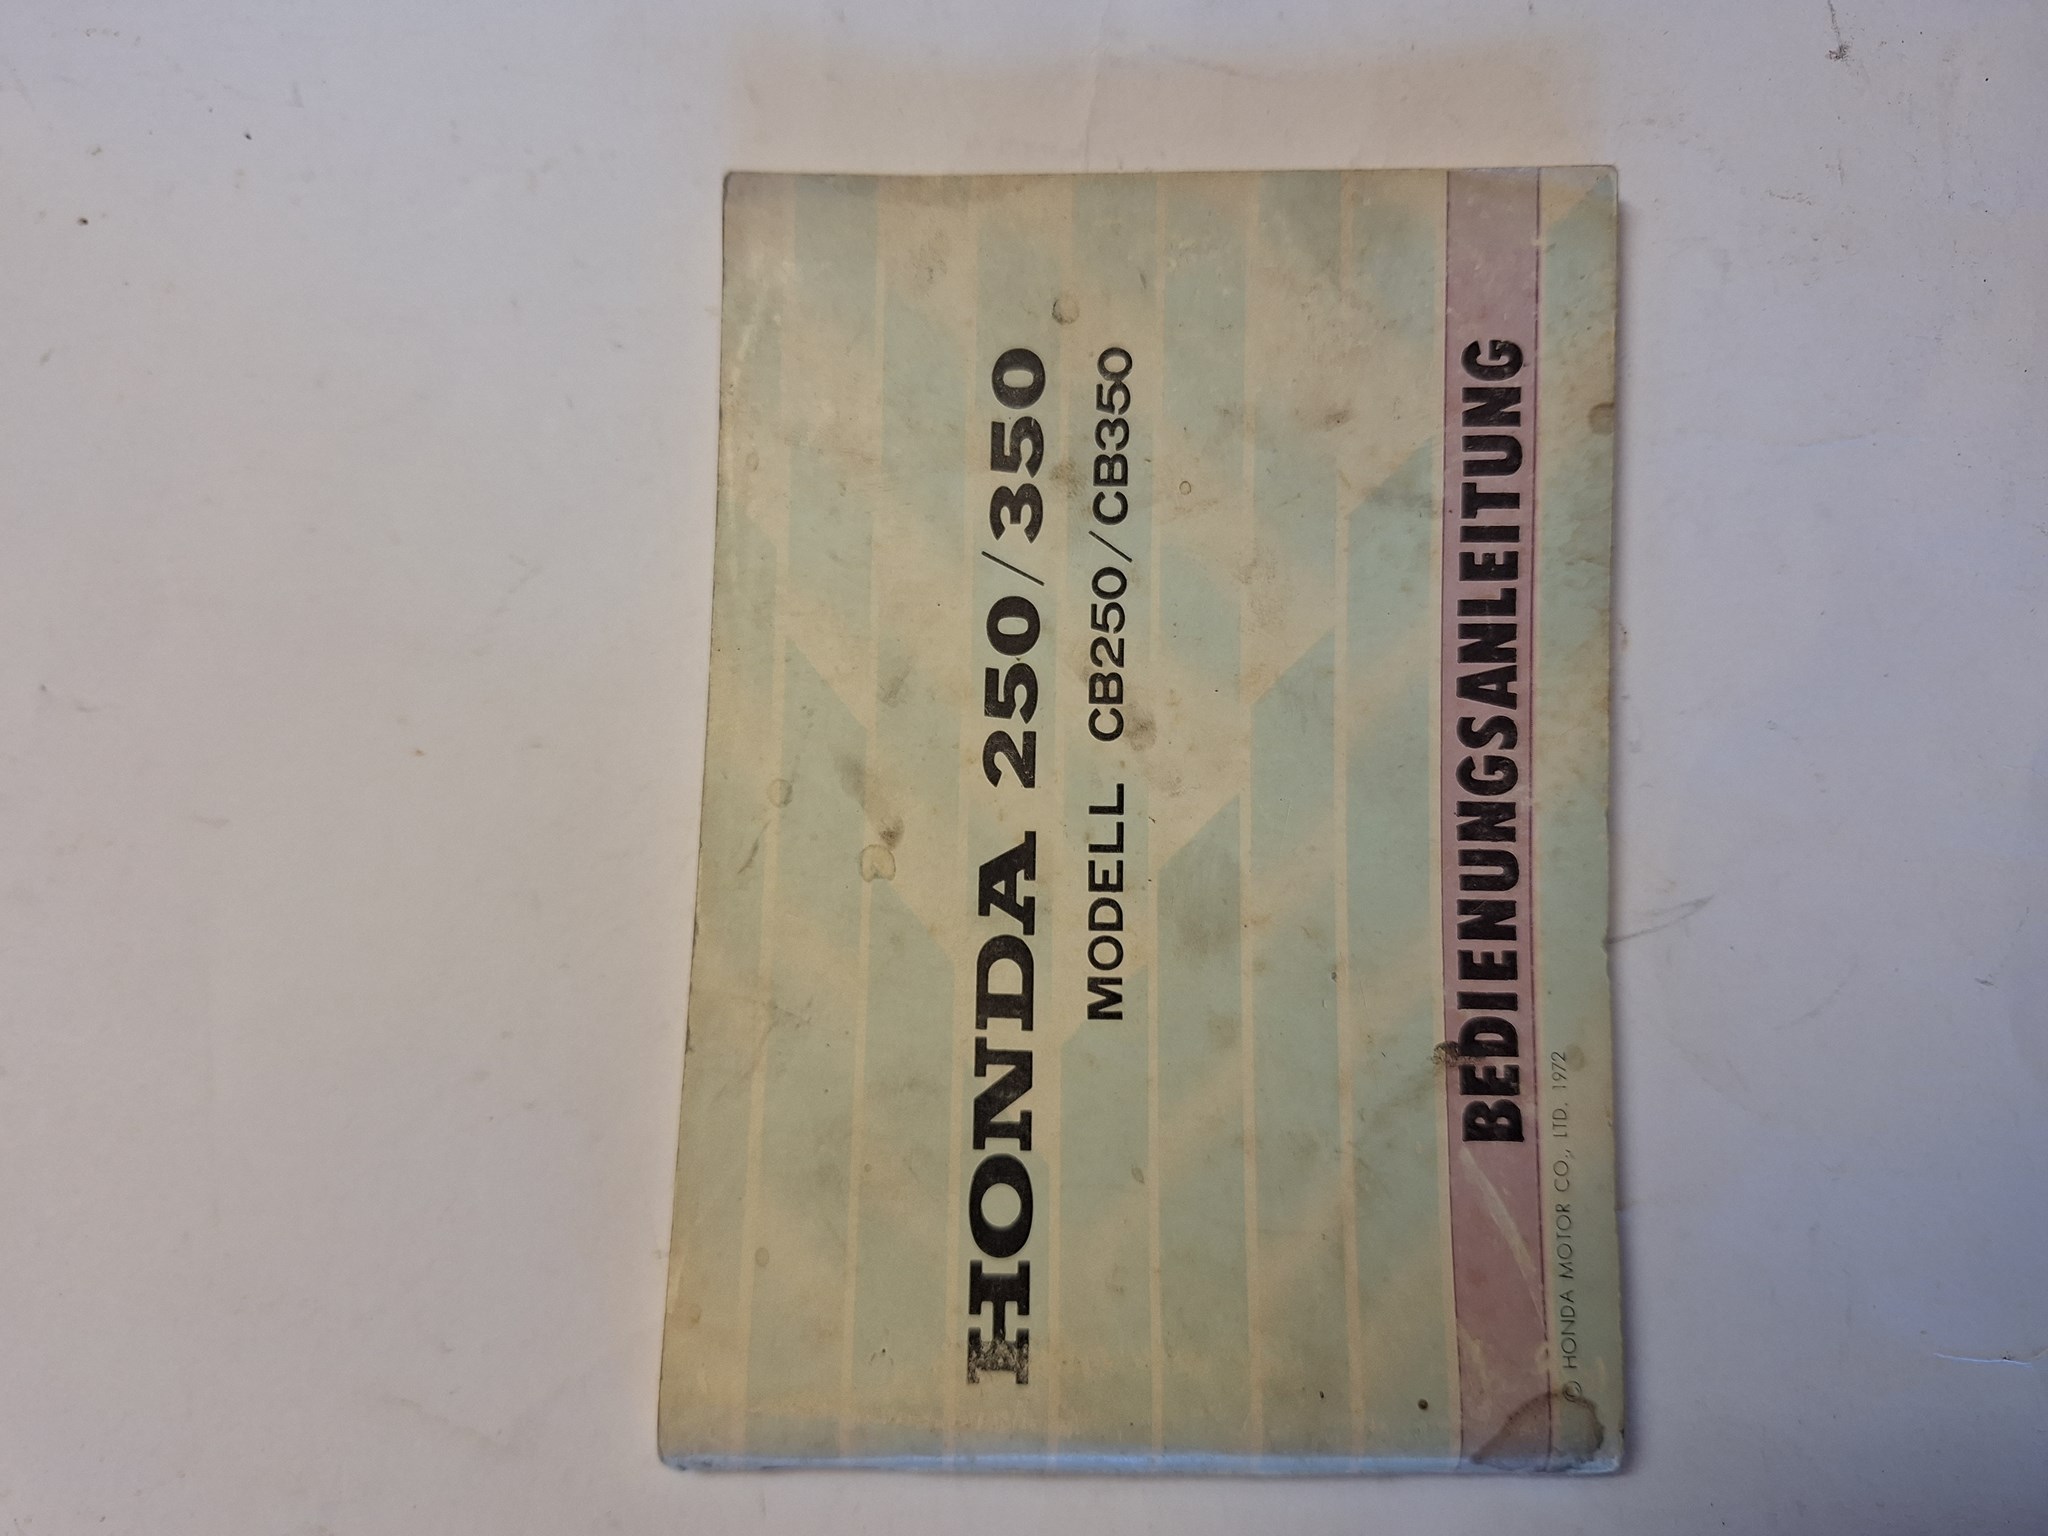 HONDA 250/350
MODELL CB250/CB350
BEDIENUNGSANLEITUNG
© HONDA MOTOR CO., LTD. 1972